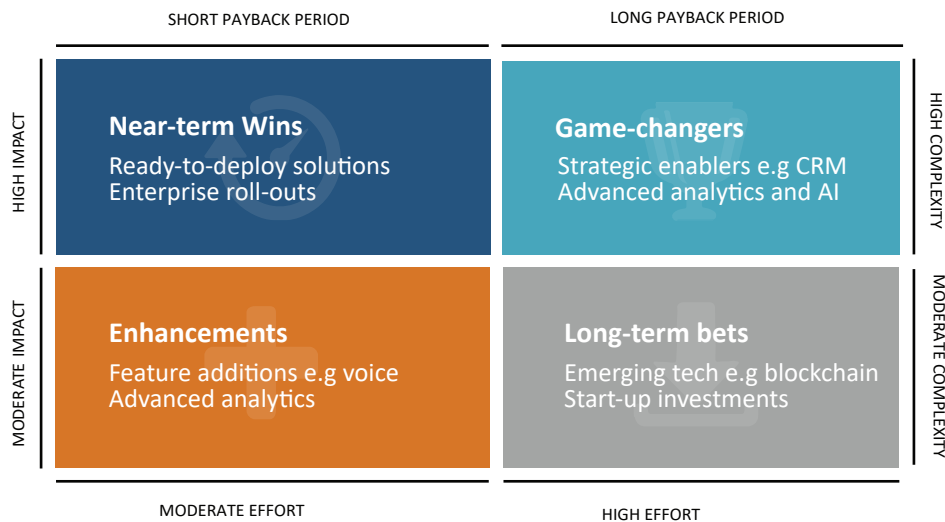 SHORT PAYBACK PERIOD
LONG PAYBACK PERIOD
HIGH IMPACT
Near-term Wins
Ready-to-deploy solutions
Enterprise roll-outs
Game-changers
Strategic enablers e.g CRM
Advanced analytics and AI
HIGH COMPLEXITY
MODERATE IMPACT
Enhancements
Feature additions e.g voice
Advanced analytics
Long-term bets
Emerging tech e.g blockchain
Start-up investments
MODERATE COMPLEXITY
MODERATE EFFORT
HIGH EFFORT